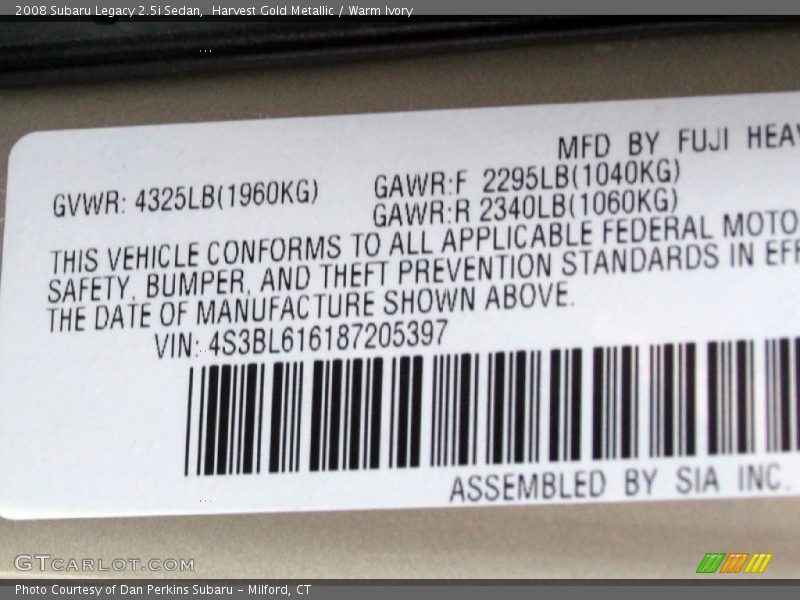 2008 Subaru Legacy 2.5i Sedan,  Harvest Gold Metallic / Warm Ivory
MFD BY FUJI HEAV
GVWR: 4325LB(1960KG)
GAWR:F 2295LB(1040KG)
GAWR:R 2340LB(1060KG)
THIS VEHICLE CONFORMS TO ALL APPLICABLE FEDERAL MOTO
SAFETY, BUMPER, AND THEFT PREVENTION STANDARDS IN EFF
THE DATE OF MANUFACTURE SHOWN ABOVE.
VIN: 4S3BL616187205397
ASSEMBLED BY SIA INC.
GTCARLOT.COM
Photo Courtesy of Dan Perkins Subaru - Milford, CT